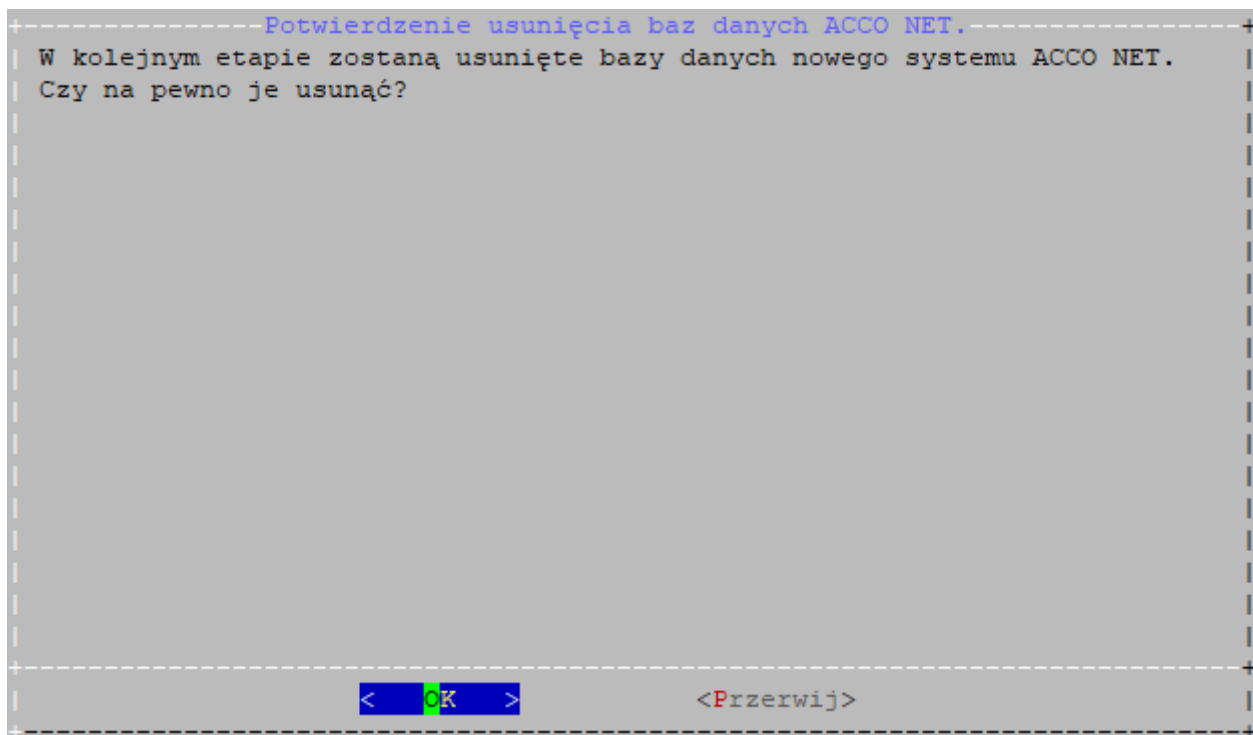 Potwierdzenie usunięcia baz danych ACCO NET.
W kolejnym etapie zostaną usunięte bazy danych nowego systemu ACCO NET.
Czy na pewno je usunąć?
< OK > <Przerwij>